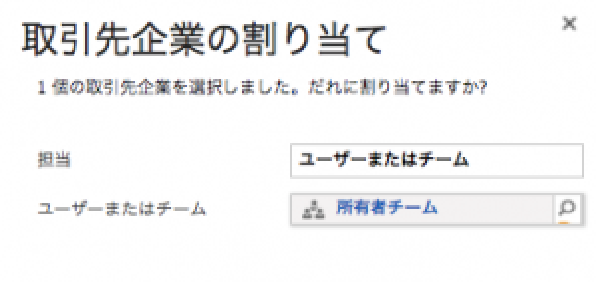 取引先企業の割り当て
1 個の取引先企業を選択しました。だれに割り当てますか?
担当 ユーザーまたはチーム
ユーザーまたはチーム 所有者チーム